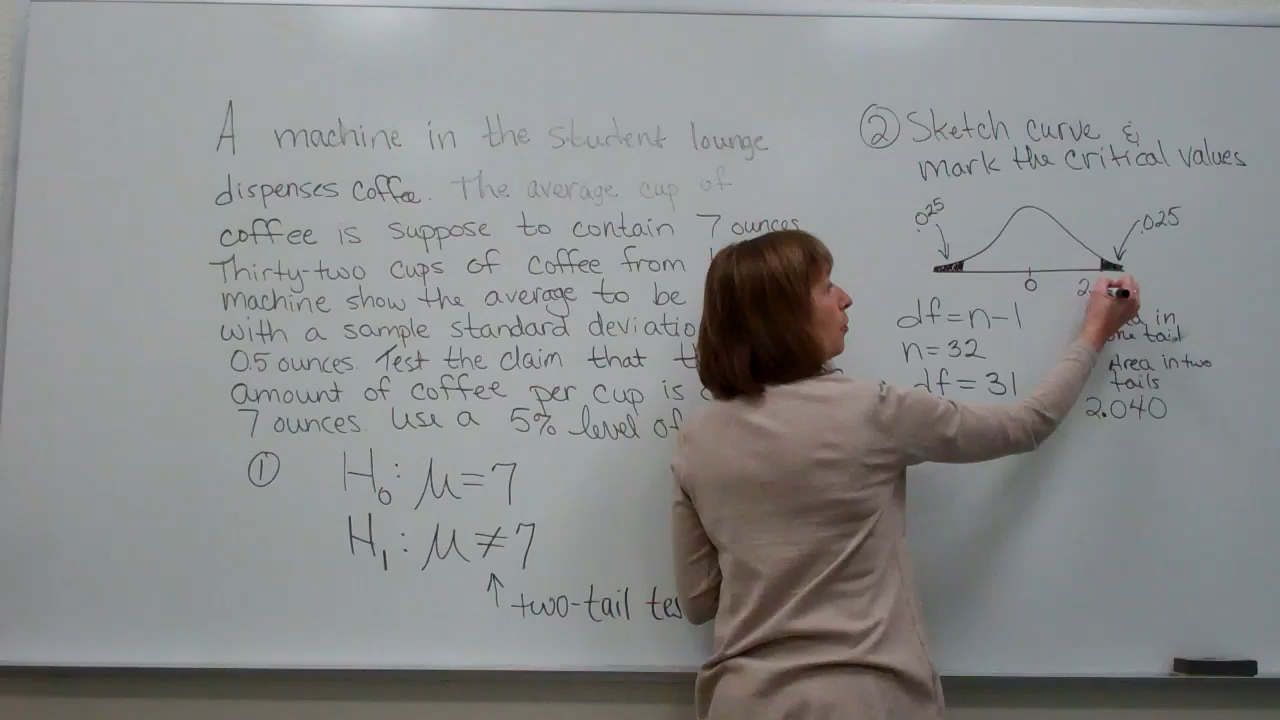 A machine in the student lounge
dispenses coffee. The average cup of
coffee is suppose to contain 7 ounces
Thirty-two cups of coffee from
machine show the average to be
with a sample standard
0.5 ounces. Test the claim that
amount of coffee per cup is
7 ounces. Use a 5% level of
① H₀: μ=7
H₁: μ≠7
↑ two-tail
② Sketch curve &
mark the critical values
.025 .025
0 2.
df=n-1
n=32
df=31
in
tail
Area in two
tails
2.040